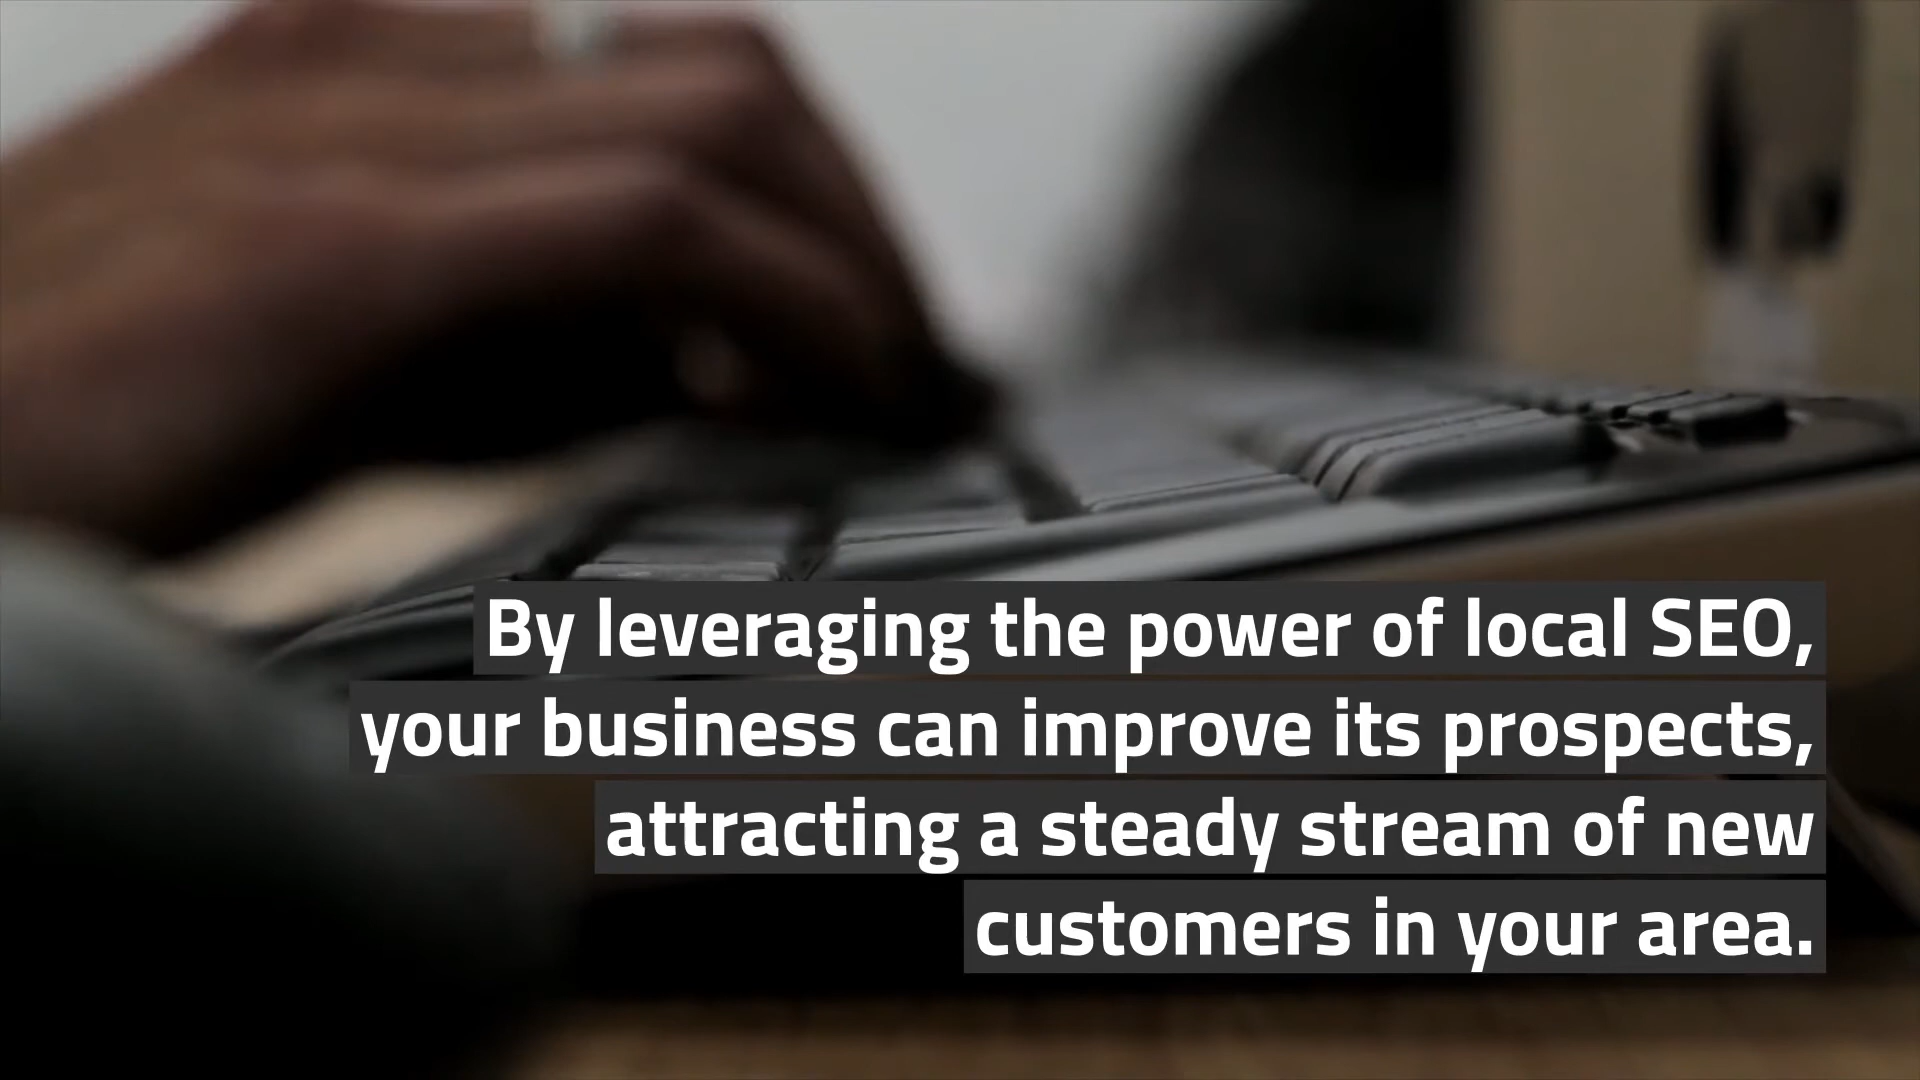 By leveraging the power of local SEO,
your business can improve its prospects,
attracting a steady stream of new
customers in your area.